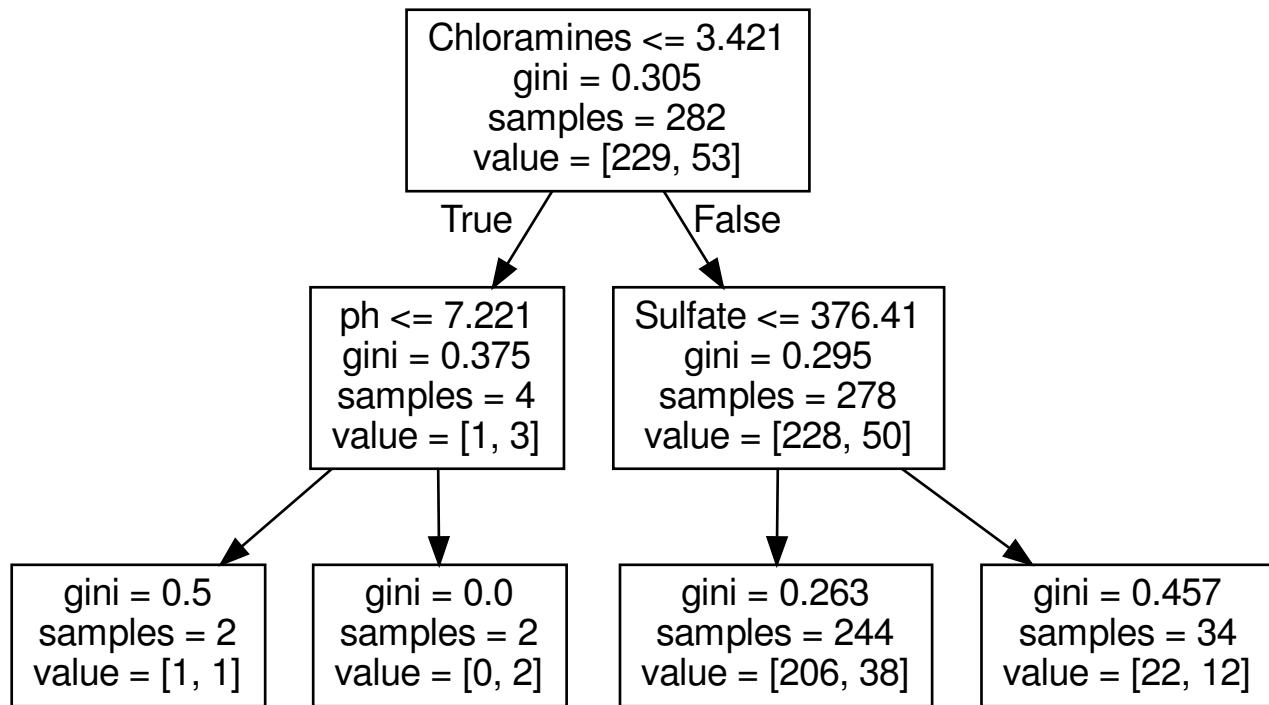 Chloramines <= 3.421
gini = 0.305
samples = 282
value = [229, 53]
True
False
ph <= 7.221
gini = 0.375
samples = 4
value = [1, 3]
Sulfate <= 376.41
gini = 0.295
samples = 278
value = [228, 50]
gini = 0.5
samples = 2
value = [1, 1]
gini = 0.0
samples = 2
value = [0, 2]
gini = 0.263
samples = 244
value = [206, 38]
gini = 0.457
samples = 34
value = [22, 12]